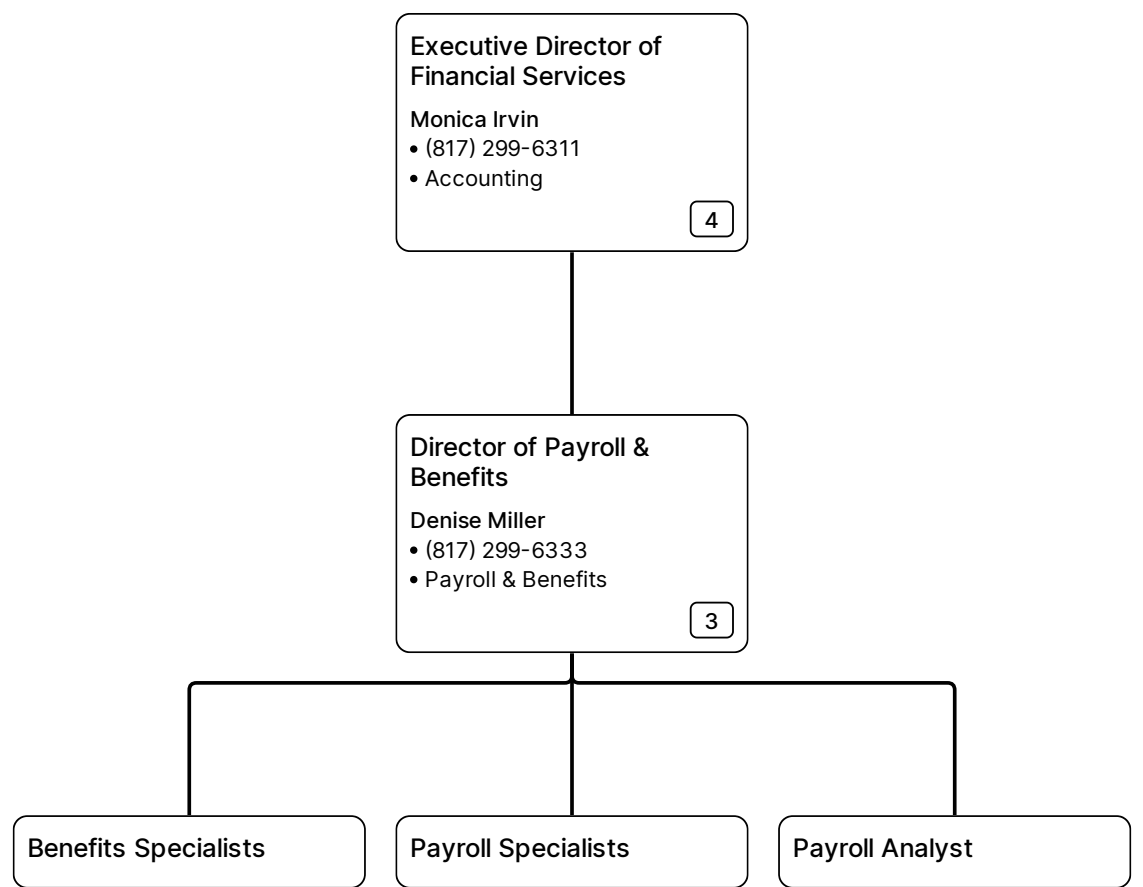 Executive Director of
Financial Services
Monica Irvin
• (817) 299-6311
• Accounting
4
Director of Payroll &
Benefits
Denise Miller
• (817) 299-6333
• Payroll & Benefits
3
Benefits Specialists
Payroll Specialists
Payroll Analyst